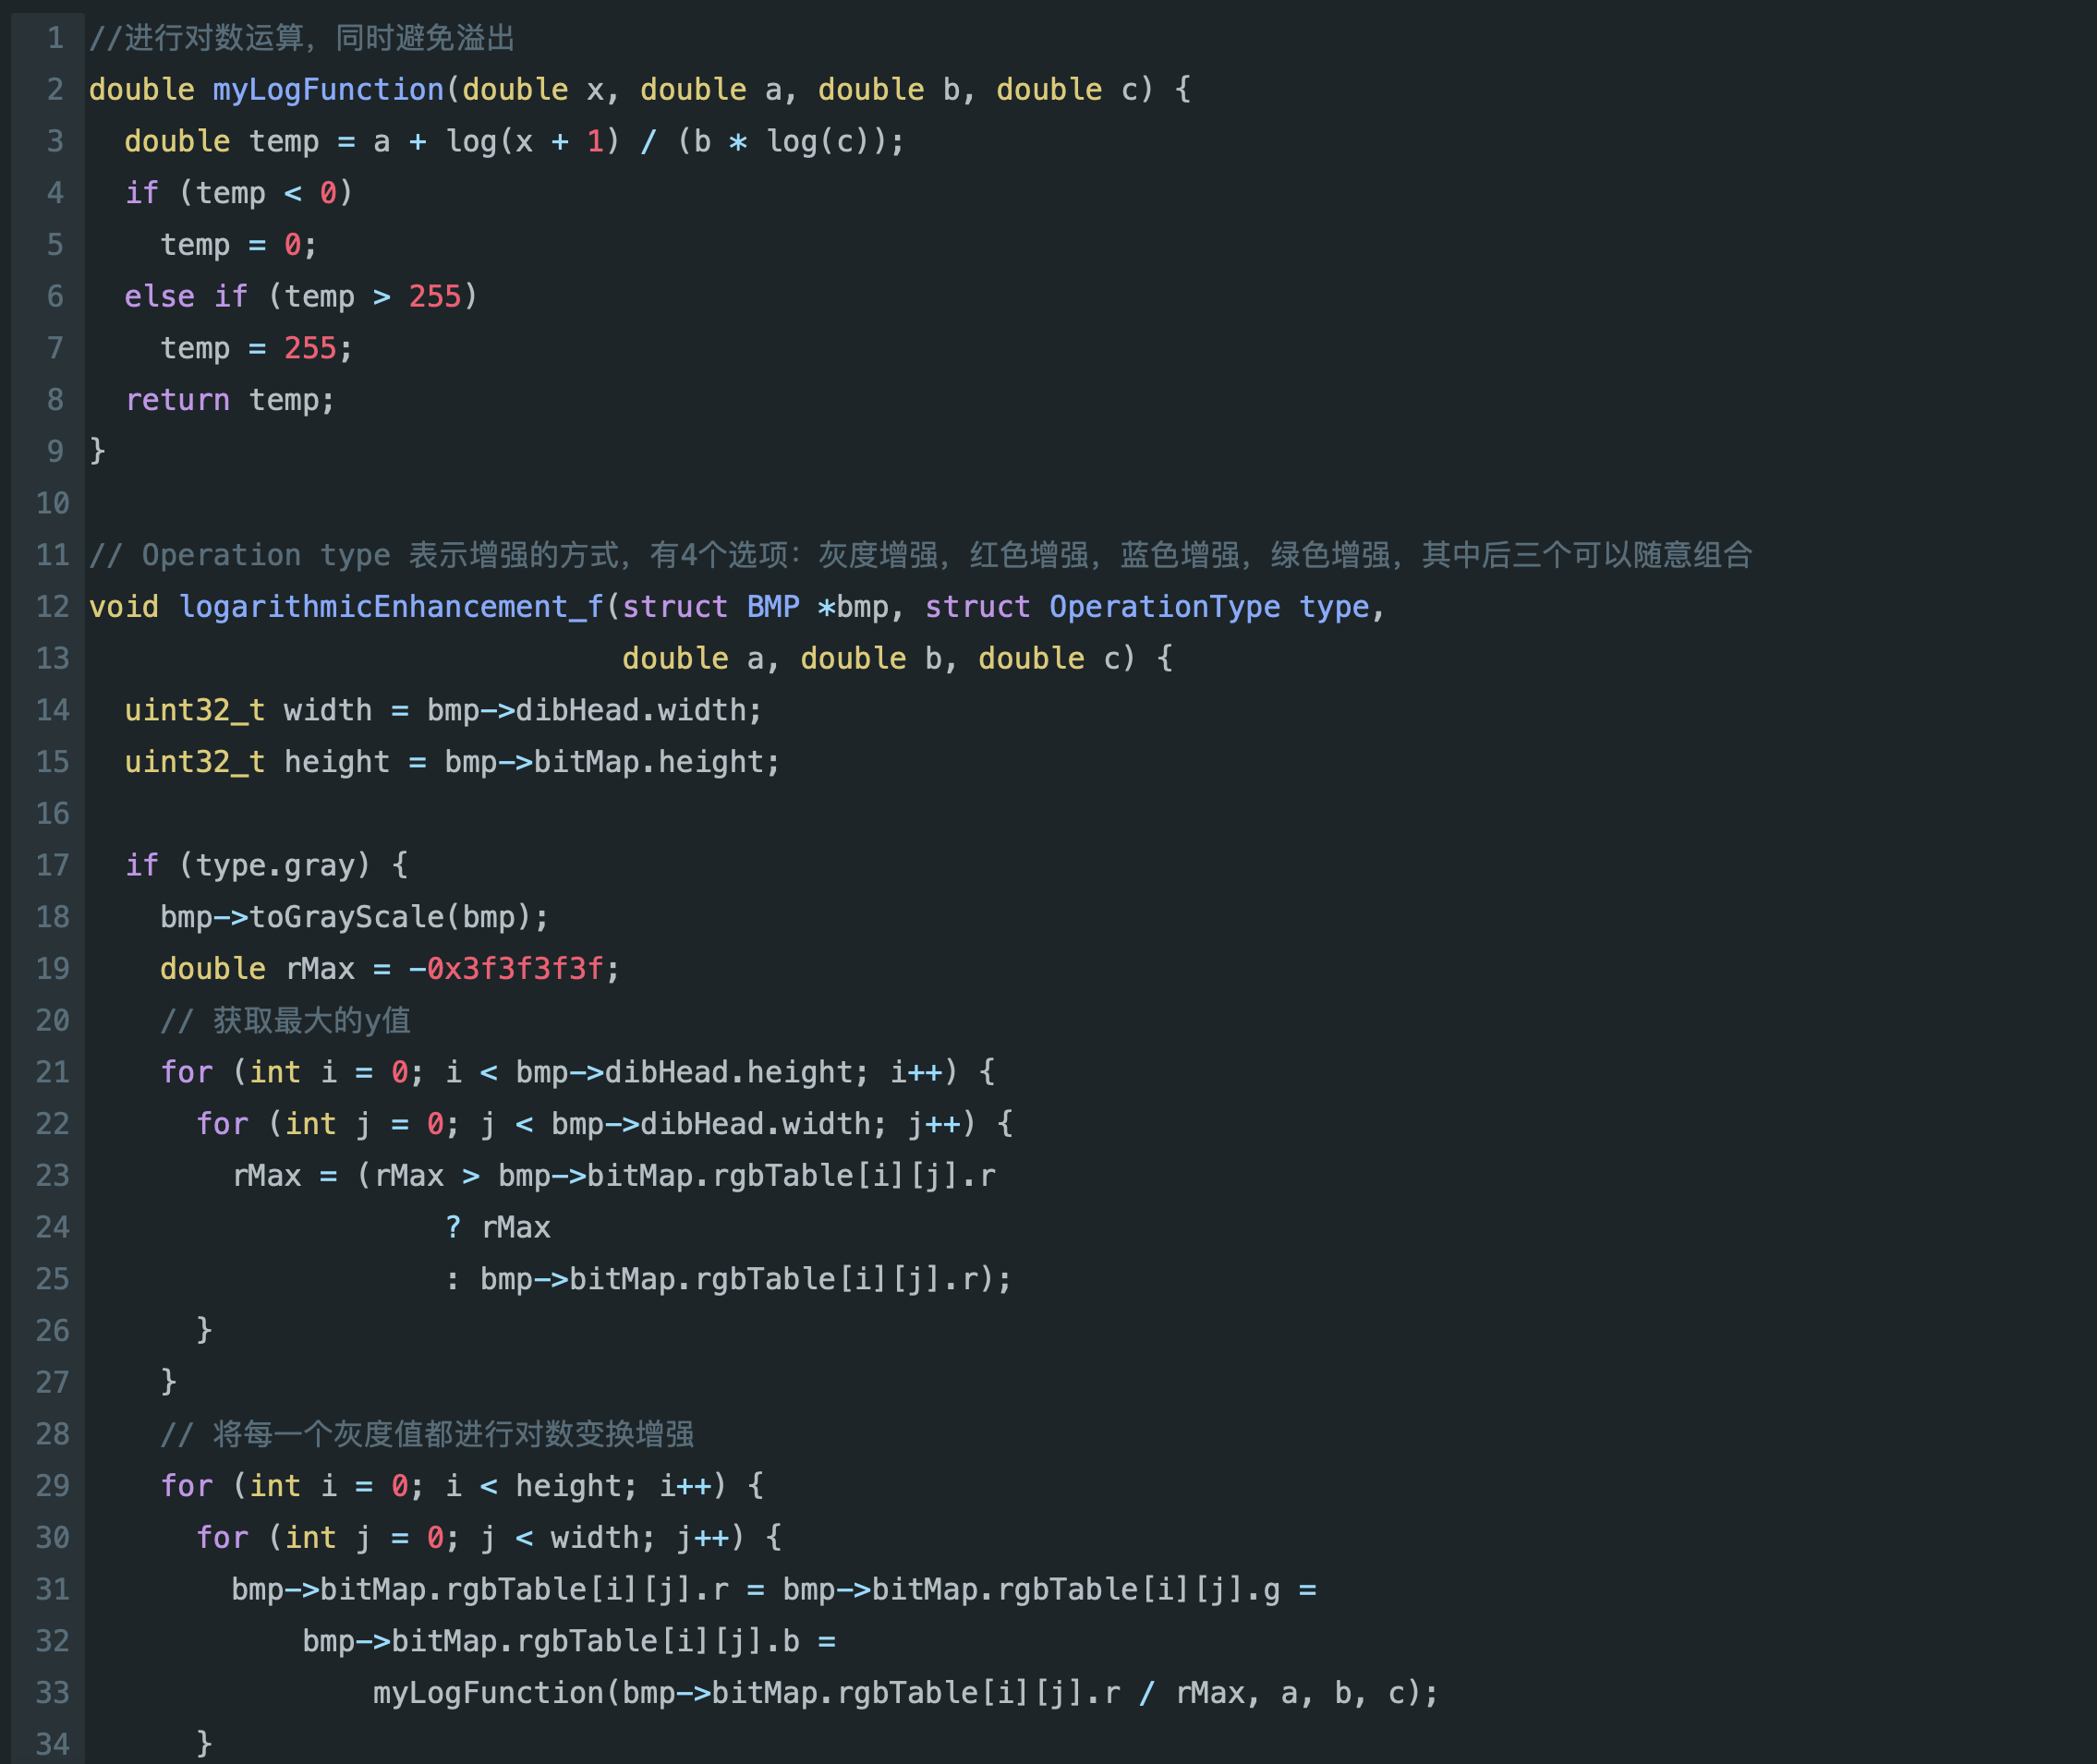 1 //进行对数运算，同时避免溢出
2 double myLogFunction(double x, double a, double b, double c) {
3   double temp = a + log(x + 1) / (b * log(c));
4   if (temp < 0)
5     temp = 0;
6   else if (temp > 255)
7     temp = 255;
8   return temp;
9 }
10
11 // Operation type 表示增强的方式，有4个选项：灰度增强，红色增强，蓝色增强，绿色增强，其中后三个可以随意组合
12 void logarithmicEnhancement_f(struct BMP *bmp, struct OperationType type,
13                               double a, double b, double c) {
14   uint32_t width = bmp->dibHead.width;
15   uint32_t height = bmp->bitMap.height;
16
17   if (type.gray) {
18     bmp->toGrayScale(bmp);
19     double rMax = -0x3f3f3f3f;
20     // 获取最大的y值
21     for (int i = 0; i < bmp->dibHead.height; i++) {
22       for (int j = 0; j < bmp->dibHead.width; j++) {
23         rMax = (rMax > bmp->bitMap.rgbTable[i][j].r
24                     ? rMax
25                     : bmp->bitMap.rgbTable[i][j].r);
26       }
27     }
28     // 将每一个灰度值都进行对数变换增强
29     for (int i = 0; i < height; i++) {
30       for (int j = 0; j < width; j++) {
31         bmp->bitMap.rgbTable[i][j].r = bmp->bitMap.rgbTable[i][j].g =
32             bmp->bitMap.rgbTable[i][j].b =
33                 myLogFunction(bmp->bitMap.rgbTable[i][j].r / rMax, a, b, c);
34       }